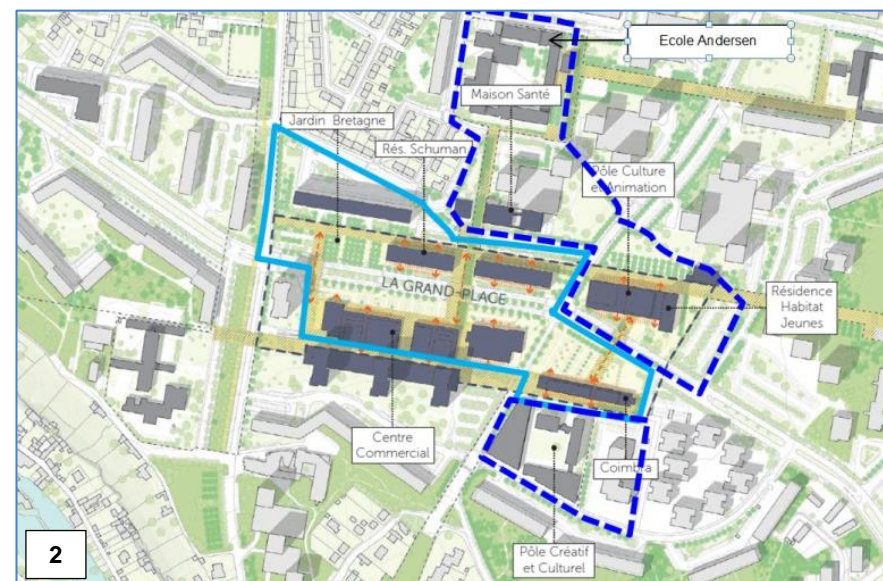 Ecole Andersen
Maison Santé
Jardin Bretagne
Rés. Schuman
Pôle Culture
et Animation
LA GRAND-PLACE
Résidence
Habitat
Jeunes
Centre
Commercial
Coimbra
Pôle Créatif
et Culturel
2